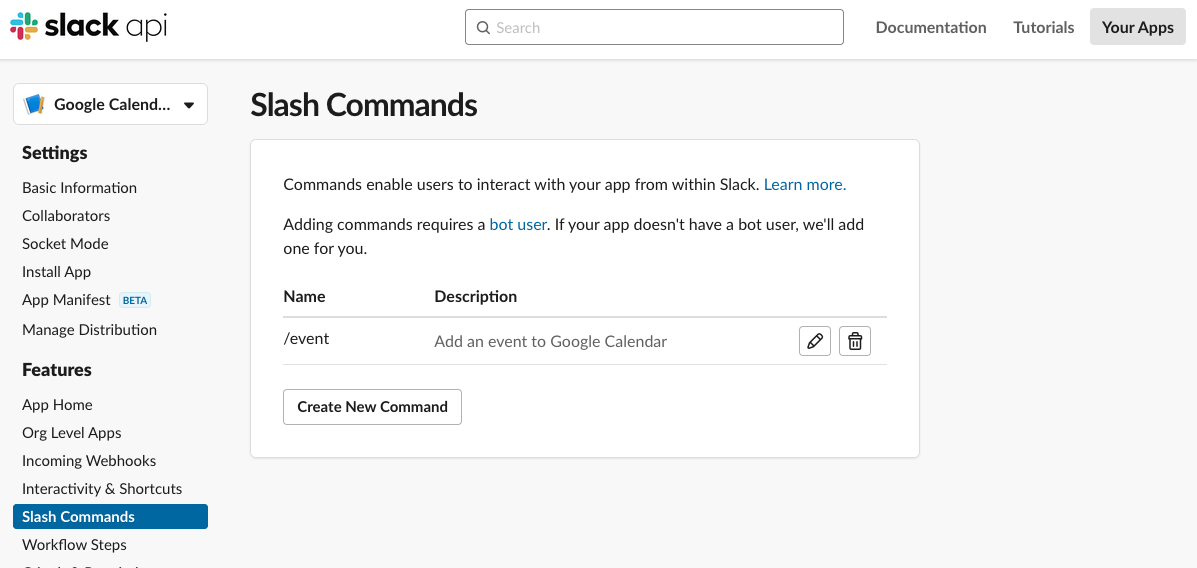 slack api
Search
Documentation
Tutorials
Your Apps
Google Calend...
Settings
Basic Information
Collaborators
Socket Mode
Install App
App Manifest BETA
Manage Distribution
Features
App Home
Org Level Apps
Incoming Webhooks
Interactivity & Shortcuts
Slash Commands
Workflow Steps
Slash Commands
Commands enable users to interact with your app from within Slack. Learn more.
Adding commands requires a bot user. If your app doesn't have a bot user, we'll add
one for you.
Name Description
/event Add an event to Google Calendar
Create New Command